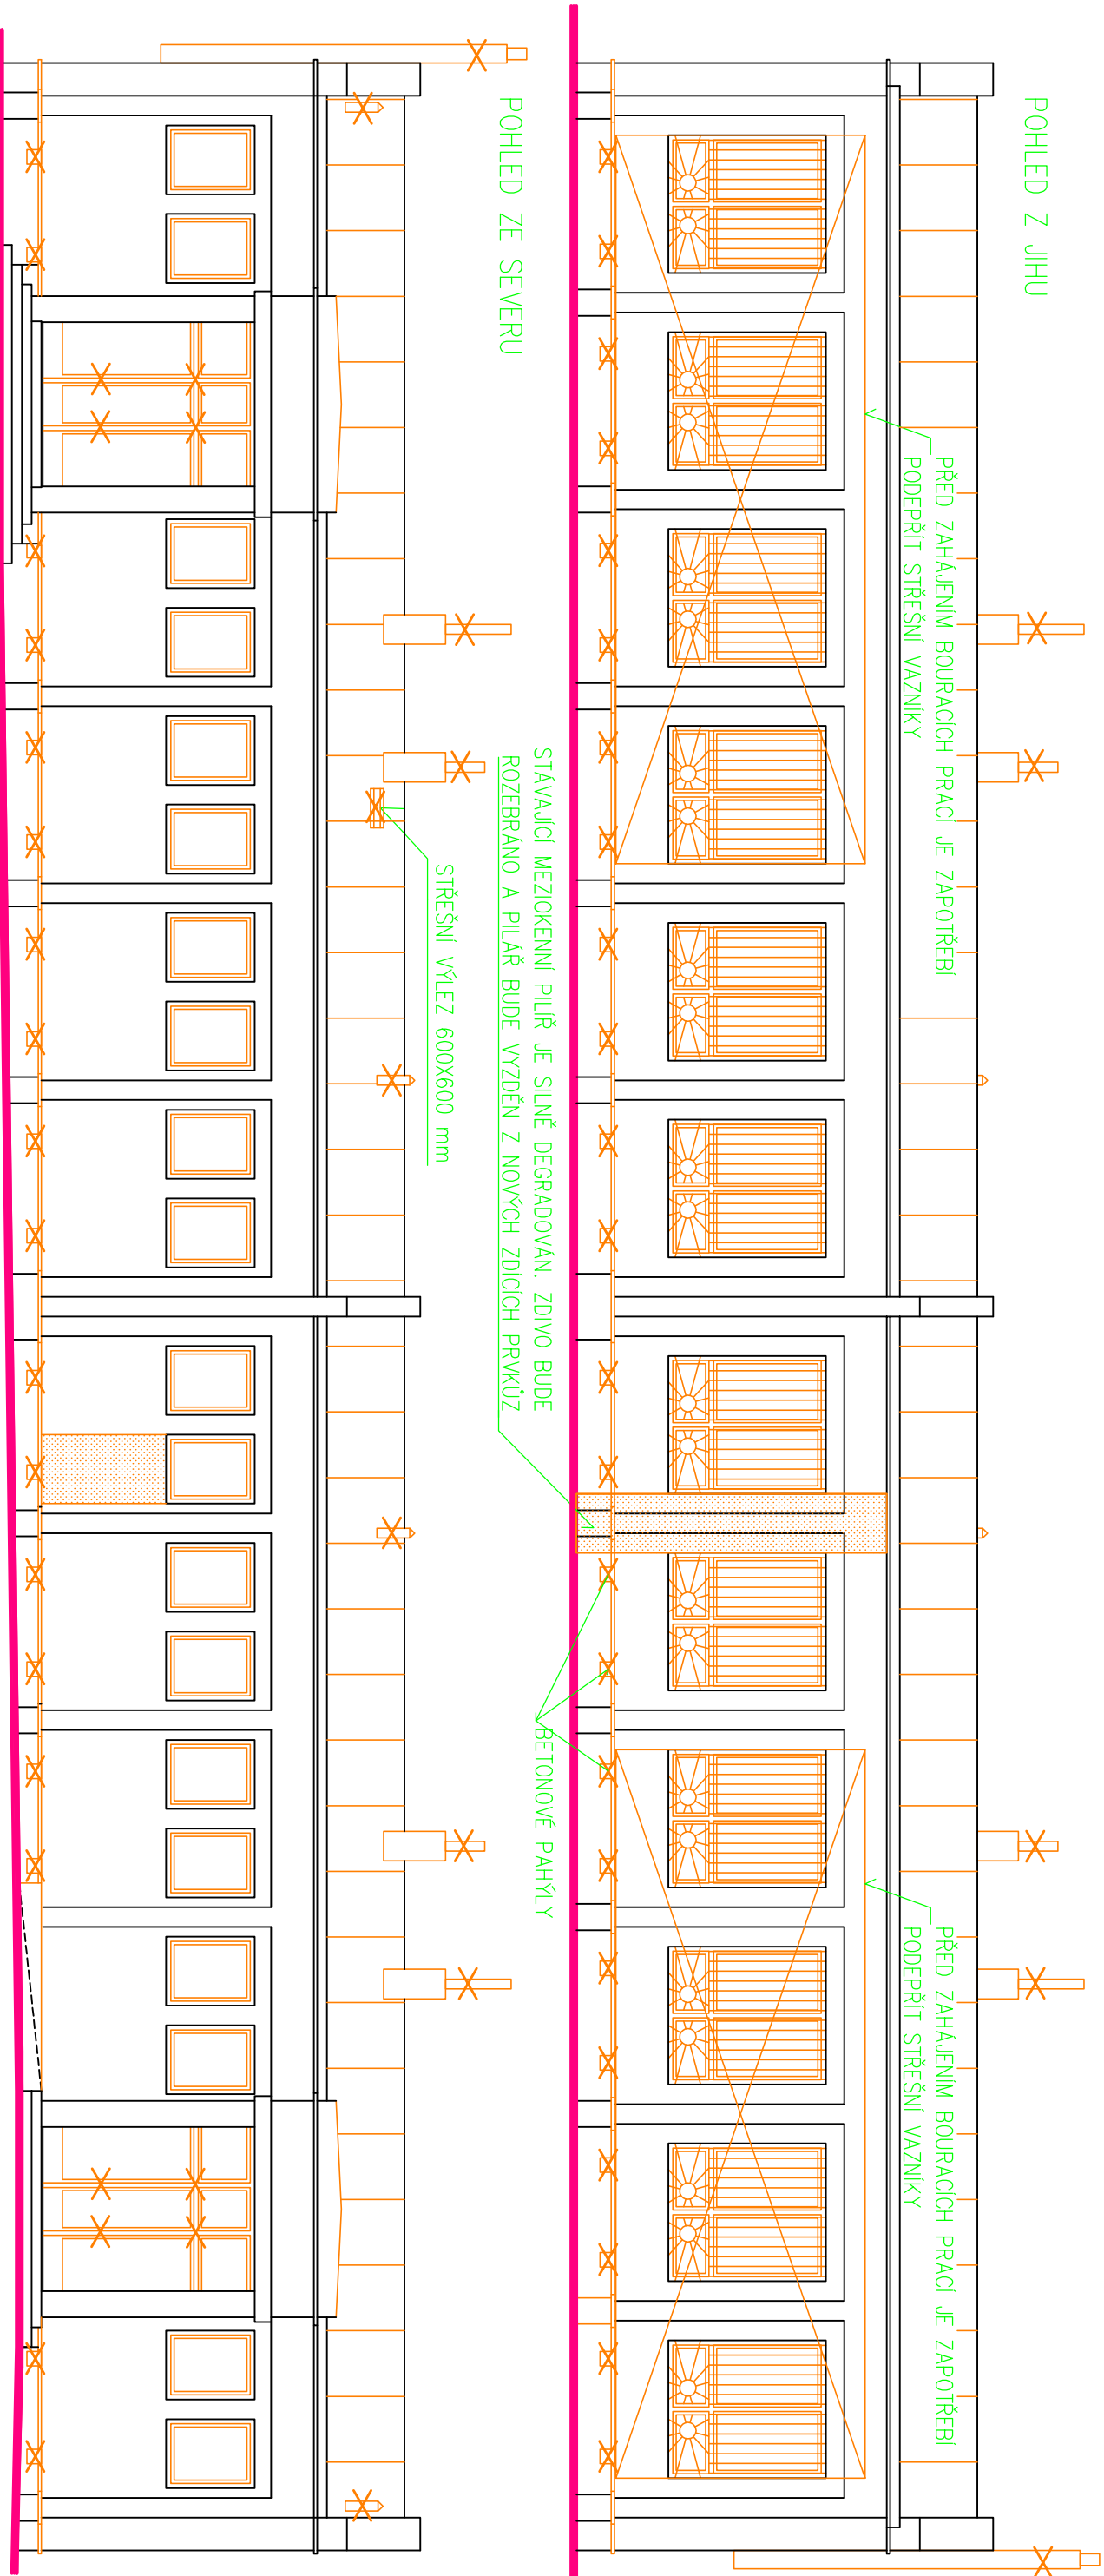 POHLED Z JIHU
PŘED ZAHÁJENÍM BOURACÍCH PRACÍ JE ZAPOTŘEBÍ
PODEPŘÍT STŘEŠNÍ VAZNÍKY
PŘED ZAHÁJENÍM BOURACÍCH PRACÍ JE ZAPOTŘEBÍ
PODEPŘÍT STŘEŠNÍ VAZNÍKY
STÁVAJÍCÍ MEZIOKENNÍ PILÍŘ JE SILNĚ DEGRADOVÁN. ZDIVO BUDE
ROZEBRÁNO A PILÁŘ BUDE VYZDĚN Z NOVÝCH ZDÍCÍCH PRVKŮZ
BETONOVÉ PAHÝLY
POHLED ZE SEVERU
STŘEŠNÍ VÝLEZ 600X600 mm